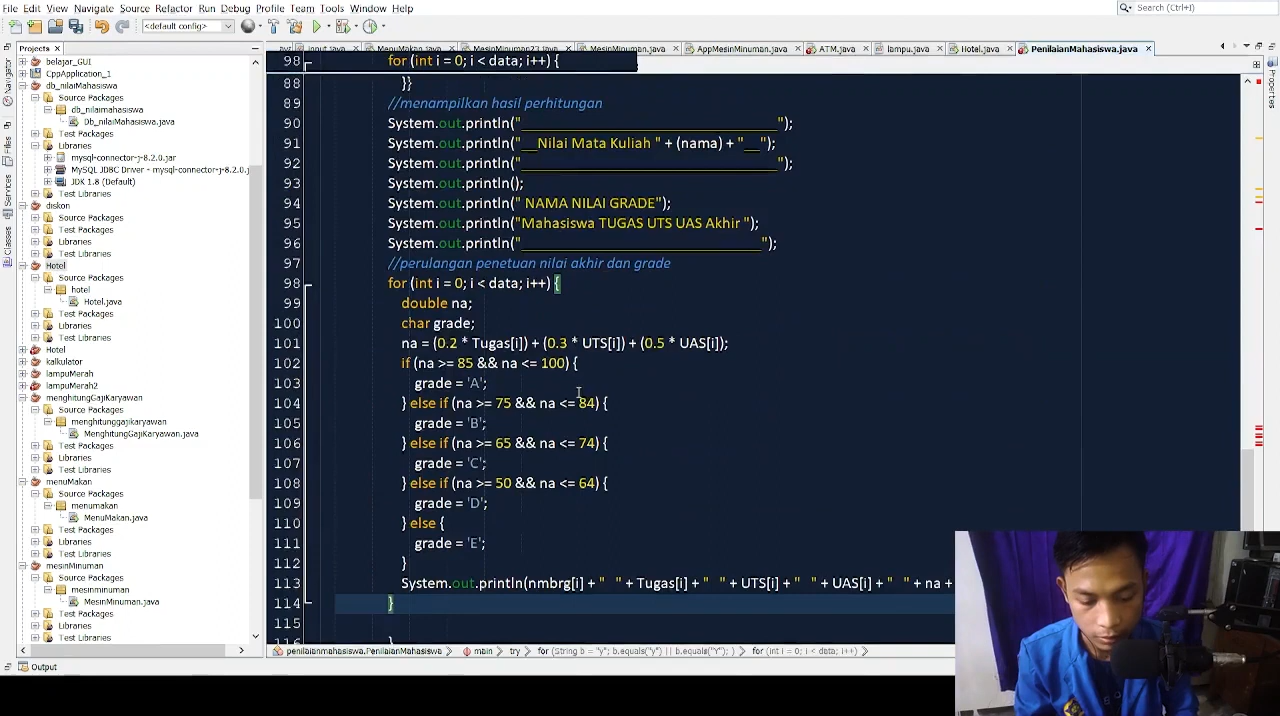 File Edit View Navigate Source Refactor Run Debug Profile Team Tools Window Help
Search (Ctrl+I)
<default config>
Projects
Input.java
MenuMakan.java
MesinMinuman23.java
MesinMinuman.java
AppMesinMinuman.java
ATM.java
lampu.java
Hotel.java
PenilaianMahasiswa.java
Navigator
Files
Services
Classes
Properties
belajar_GUI
CppApplication_1
db_nilaiMahasiswa
Source Packages
db_nilaimahasiswa
Db_nilaiMahasiswa.java
Test Packages
Libraries
mysql-connector-j-8.2.0.jar
MySQL JDBC Driver - mysql-connector-j-8.2.0.j
JDK 1.8 (Default)
Test Libraries
diskon
Source Packages
Test Packages
Libraries
Test Libraries
Hotel
Source Packages
hotel
Hotel.java
Test Packages
Libraries
Test Libraries
Hotel
kalkulator
lampuMerah
lampuMerah2
menghitungGajiKaryawan
Source Packages
menghitunggajikaryawan
MenghitungGajiKaryawan.java
Test Packages
Libraries
Test Libraries
menuMakan
Source Packages
menumakan
MenuMakan.java
Test Packages
Libraries
Test Libraries
mesinMinuman
Source Packages
mesinminuman
MesinMinuman.java
Test Packages
Libraries
Test Libraries
98 for (int i = 0; i < data; i++) {
88 }}
89 //menampilkan hasil perhitungan
90 System.out.println("________________________________");
91 System.out.println("__Nilai Mata Kuliah " + (nama) + "__");
92 System.out.println("________________________________");
93 System.out.println();
94 System.out.println(" NAMA NILAI GRADE");
95 System.out.println("Mahasiswa TUGAS UTS UAS Akhir ");
96 System.out.println("______________________________");
97 //perulangan penetuan nilai akhir dan grade
98 for (int i = 0; i < data; i++) {
99 double na;
100 char grade;
101 na = (0.2 * Tugas[i]) + (0.3 * UTS[i]) + (0.5 * UAS[i]);
102 if (na >= 85 && na <= 100) {
103 grade = 'A';
104 } else if (na >= 75 && na <= 84) {
105 grade = 'B';
106 } else if (na >= 65 && na <= 74) {
107 grade = 'C';
108 } else if (na >= 50 && na <= 64) {
109 grade = 'D';
110 } else {
111 grade = 'E';
112 }
113 System.out.println(nmbrg[i] + "  " + Tugas[i] + "  " + UTS[i] + "  " + UAS[i] + "  " + na +
114 }
116 }
penilaianmahasiswa.PenilaianMahasiswa
main
try
for (String b = "y"; b.equals("y") || b.equals("Y"); )
for (int i = 0; i < data; i++)
Output